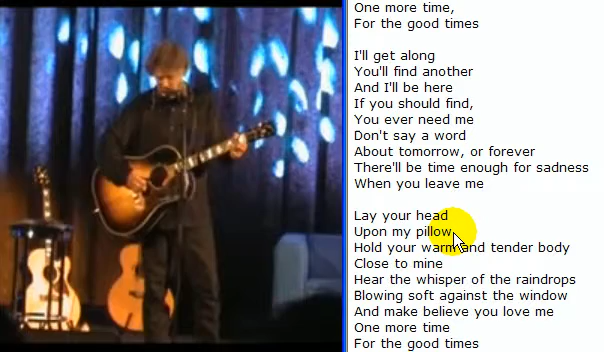 One more time,
For the good times
I'll get along
You'll find another
And I'll be here
If you should find,
You ever need me
Don't say a word
About tomorrow, or forever
There'll be time enough for sadness
When you leave me
Lay your head
Upon my pillow
Hold your warm and tender body
Close to mine
Hear the whisper of the raindrops
Blowing soft against the window
And make believe you love me
One more time
For the good times